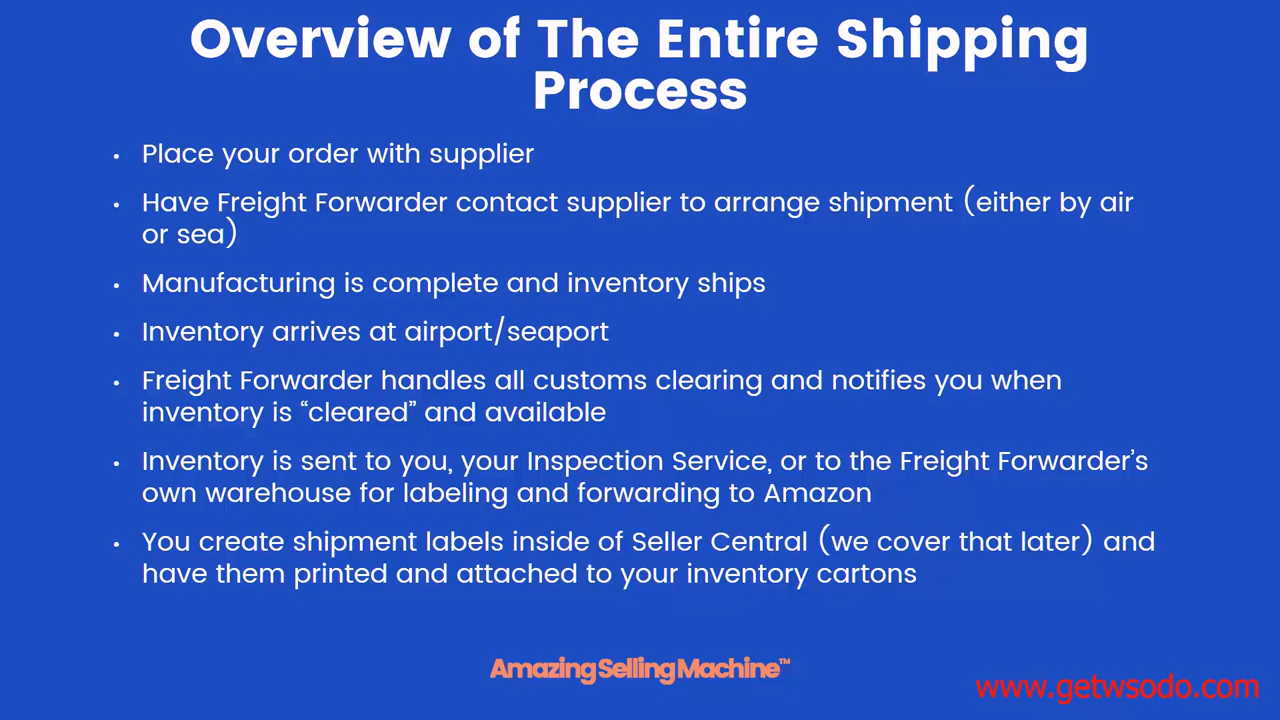 Overview of The Entire Shipping
Process
• Place your order with supplier
• Have Freight Forwarder contact supplier to arrange shipment (either by air
or sea)
• Manufacturing is complete and inventory ships
• Inventory arrives at airport/seaport
• Freight Forwarder handles all customs clearing and notifies you when
inventory is “cleared” and available
• Inventory is sent to you, your Inspection Service, or to the Freight Forwarder’s
own warehouse for labeling and forwarding to Amazon
• You create shipment labels inside of Seller Central (we cover that later) and
have them printed and attached to your inventory cartons
Amazing Selling Machine™
www.getwsodo.com